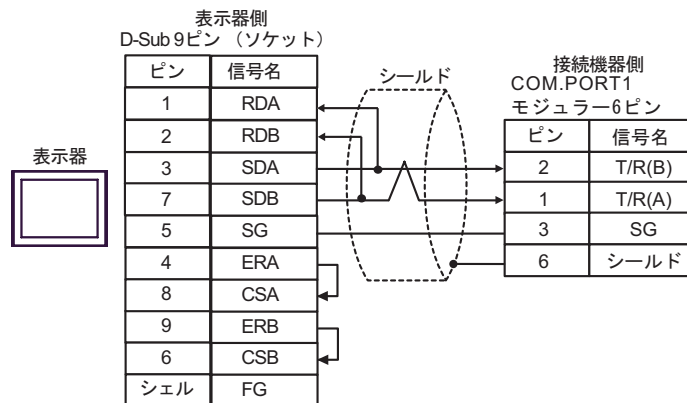 表示器側
D-Sub 9ピン （ソケット）
ピン 信号名
1 RDA
2 RDB
3 SDA
7 SDB
5 SG
4 ERA
8 CSA
9 ERB
6 CSB
シェル FG
表示器
シールド
接続機器側
COM.PORT1
モジュラー6ピン
ピン 信号名
2 T/R(B)
1 T/R(A)
3 SG
6 シールド